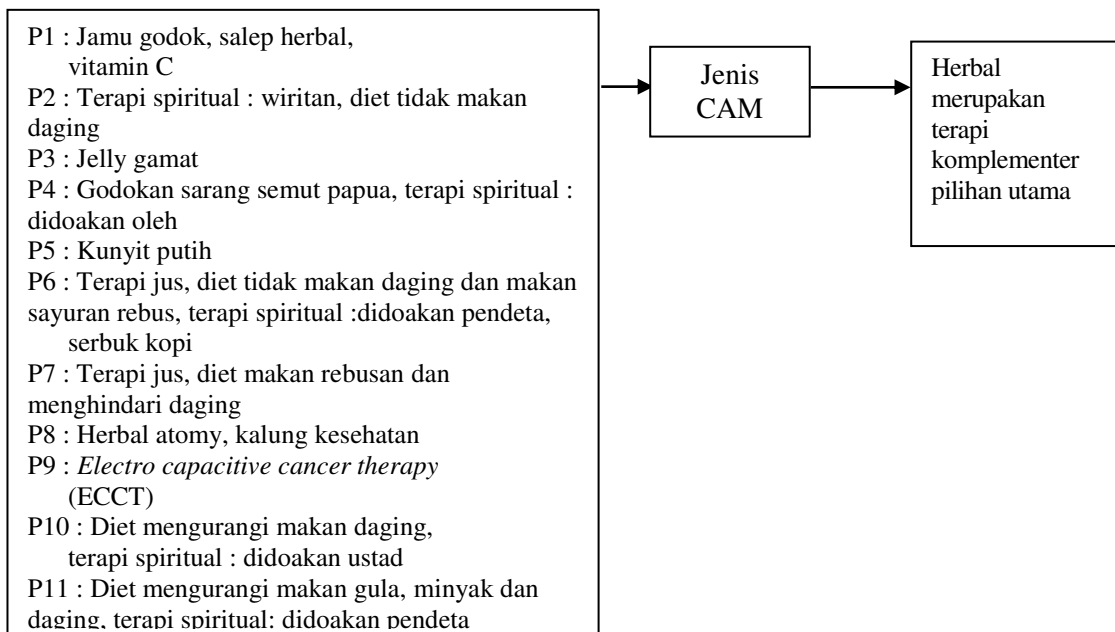 P1 : Jamu godok, salep herbal,
vitamin C
P2 : Terapi spiritual : wiritan, diet tidak makan
daging
P3 : Jelly gamat
P4 : Godokan sarang semut papua, terapi spiritual :
didoakan oleh
P5 : Kunyit putih
P6 : Terapi jus, diet tidak makan daging dan makan
sayuran rebus, terapi spiritual :didoakan pendeta,
serbuk kopi
P7 : Terapi jus, diet makan rebusan dan
menghindari daging
P8 : Herbal atomy, kalung kesehatan
P9 : Electro capacitive cancer therapy
(ECCT)
P10 : Diet mengurangi makan daging,
terapi spiritual : didoakan ustad
P11 : Diet mengurangi makan gula, minyak dan
daging, terapi spiritual: didoakan pendeta
Jenis
CAM
Herbal
merupakan
terapi
komplementer
pilihan utama